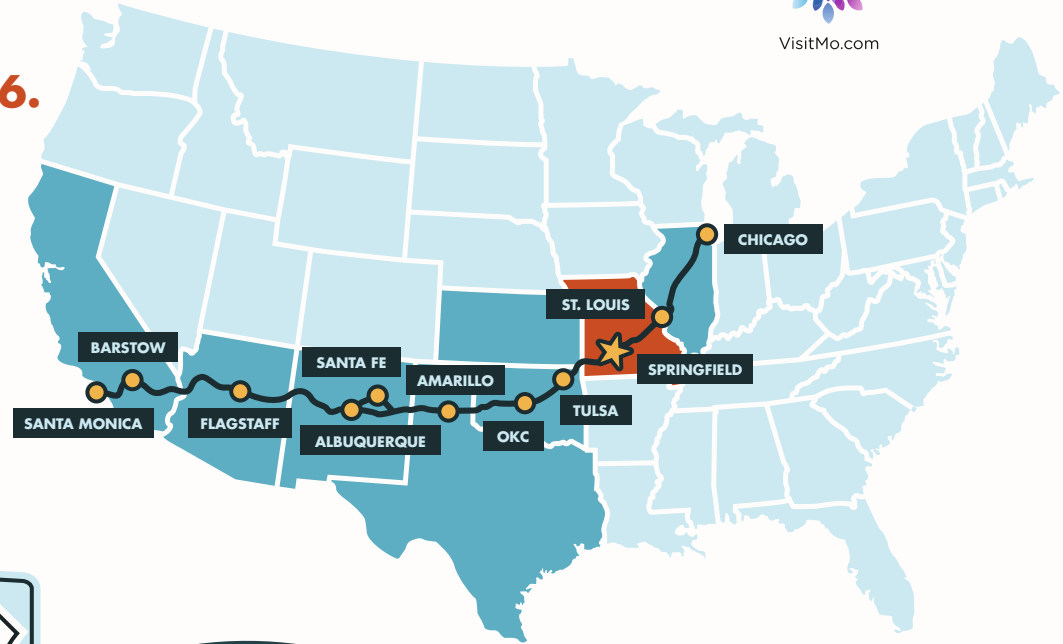 VisitMo.com
6.
CHICAGO
ST. LOUIS
BARSTOW
SANTA FE
SPRINGFIELD
AMARILLO
SANTA MONICA
FLAGSTAFF
TULSA
ALBUQUERQUE
OKC